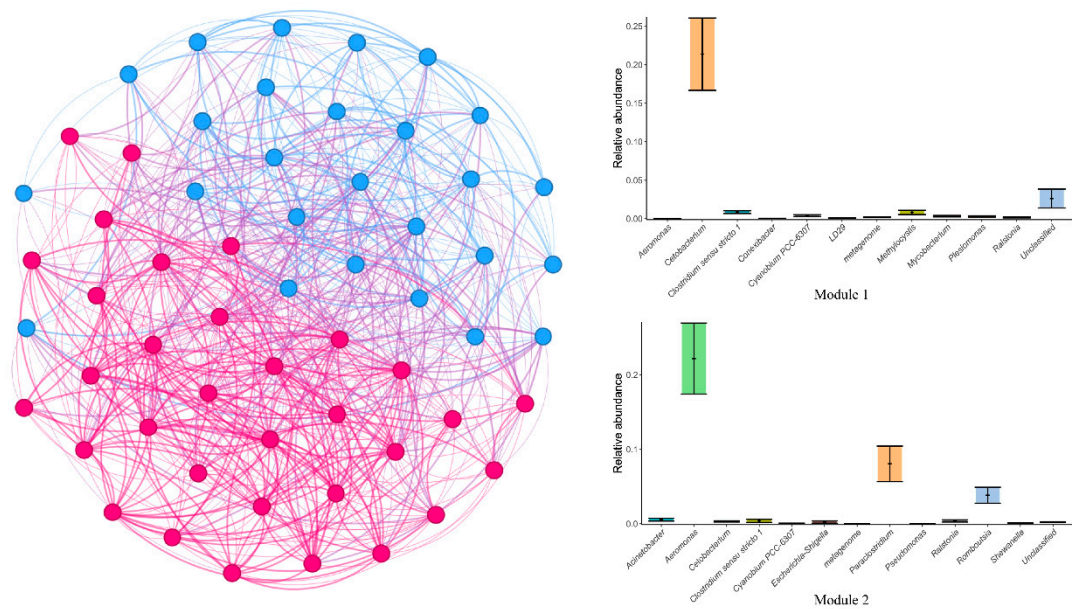 Relative abundance
0.25
0.20
0.15
0.10
0.05
0.00
Aeromonas
Cetobacterium
Clostridium sensu stricto 1
Conexibacter
Cyanobium PCC-6307
LD29
metagenome
Methylocystis
Mycobacterium
Plesiomonas
Ralstonia
Unclassified
Module 1
Relative abundance
0.2
0.1
0.0
Acinetobacter
Aeromonas
Cetobacterium
Clostridium sensu stricto 1
Cyanobium PCC-6307
Escherichia-Shigella
metagenome
Paraclostridium
Pseudomonas
Ralstonia
Romboutsia
Shewanella
Unclassified
Module 2